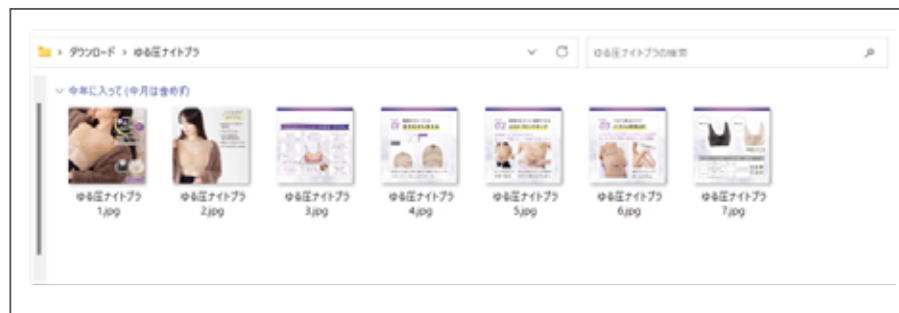 > ダウンロード > ゆる圧ナイトブラ
ゆる圧ナイトブラの検索
今年に入って (今月は含めず)
ゆる圧ナイトブラ
1.jpg
ゆる圧ナイトブラ
2.jpg
ゆる圧ナイトブラ
3.jpg
ゆる圧ナイトブラ
4.jpg
ゆる圧ナイトブラ
5.jpg
ゆる圧ナイトブラ
6.jpg
ゆる圧ナイトブラ
7.jpg